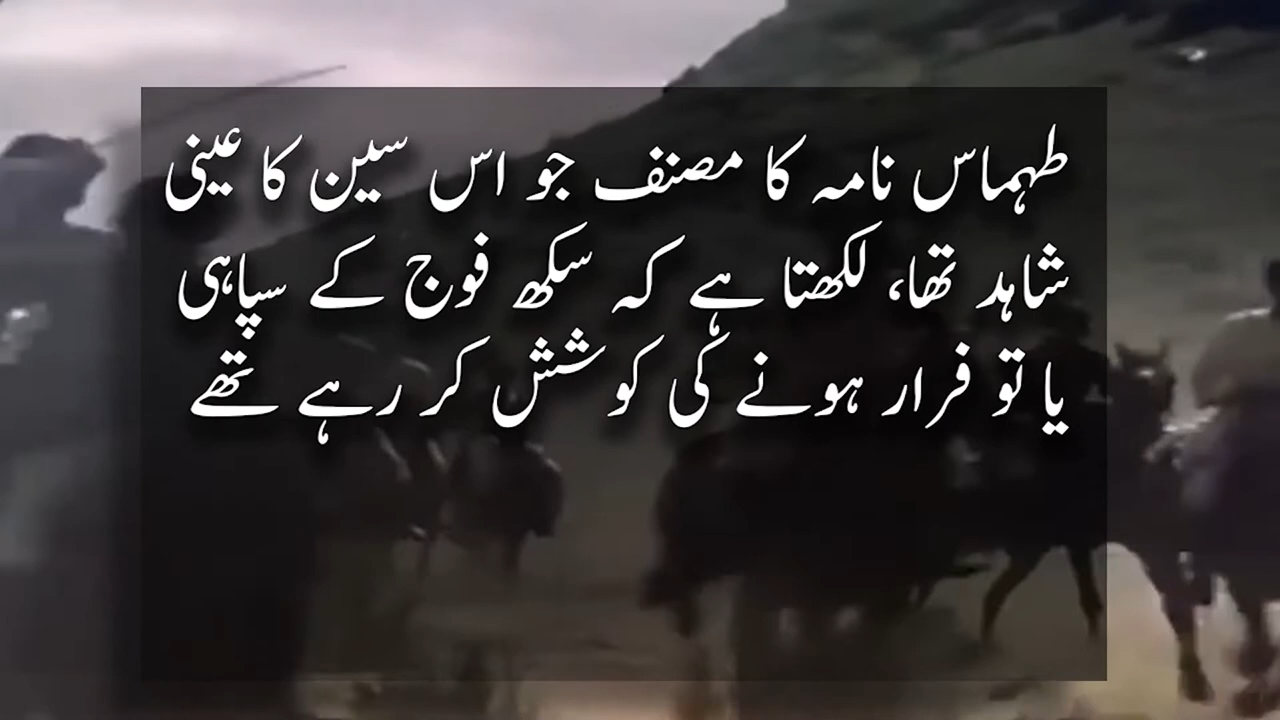 طہماس نامہ کا مصنف جو اس سین کا عینی
شاہد تھا، لکھتا ہے کہ سکھ فوج کے سپاہی
یا تو فرار ہونے کی کوشش کر رہے تھے